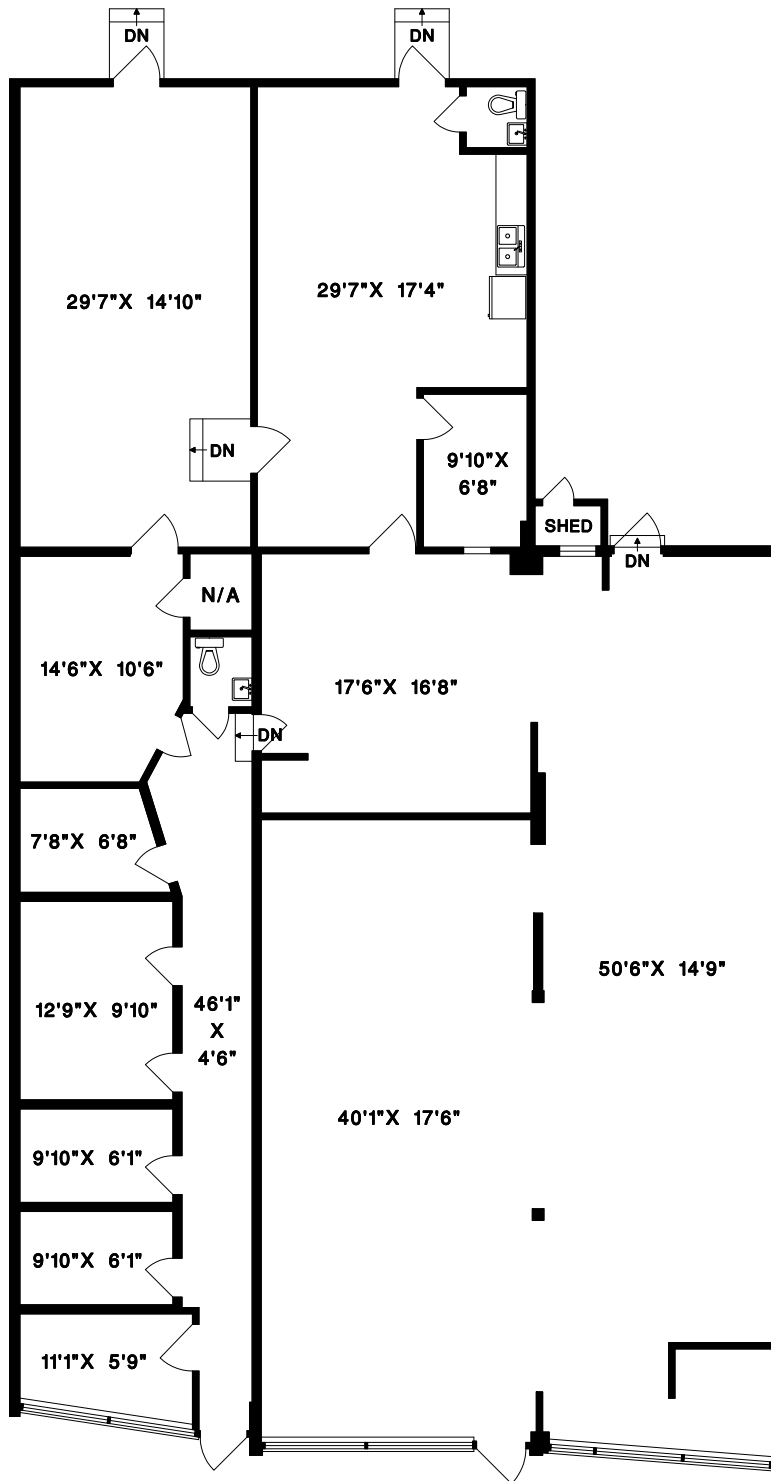 DN
DN
29'7"X 14'10"
29'7"X 17'4"
DN
9'10"X
6'8"
SHED
DN
N/A
14'6"X 10'6"
17'6"X 16'8"
DN
7'8"X 6'8"
50'6"X 14'9"
12'9"X 9'10"
46'1"
X
4'6"
40'1"X 17'6"
9'10"X 6'1"
9'10"X 6'1"
11'1"X 5'9"